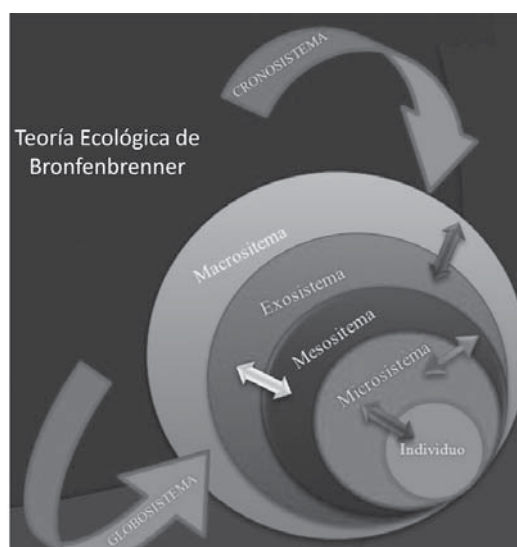 CRONOSISTEMA
Teoría Ecológica de
Bronfenbrenner
Macrositema
Exosistema
Mesositema
Microsistema
Individuo
GLOBOSISTEMA